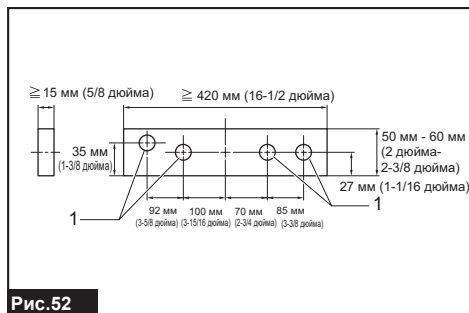 ≧ 15 мм (5/8 дюйма)
≧ 420 мм (16-1/2 дюйма)
35 мм
(1-3/8 дюйма)
50 мм - 60 мм
(2 дюйма-
2-3/8 дюйма)
27 мм (1-1/16 дюйма)
1
92 мм
(3-5/8 дюйма)
100 мм
(3-15/16 дюйма)
70 мм
(2-3/4 дюйма)
85 мм
(3-3/8 дюйма)
1
Рис.52